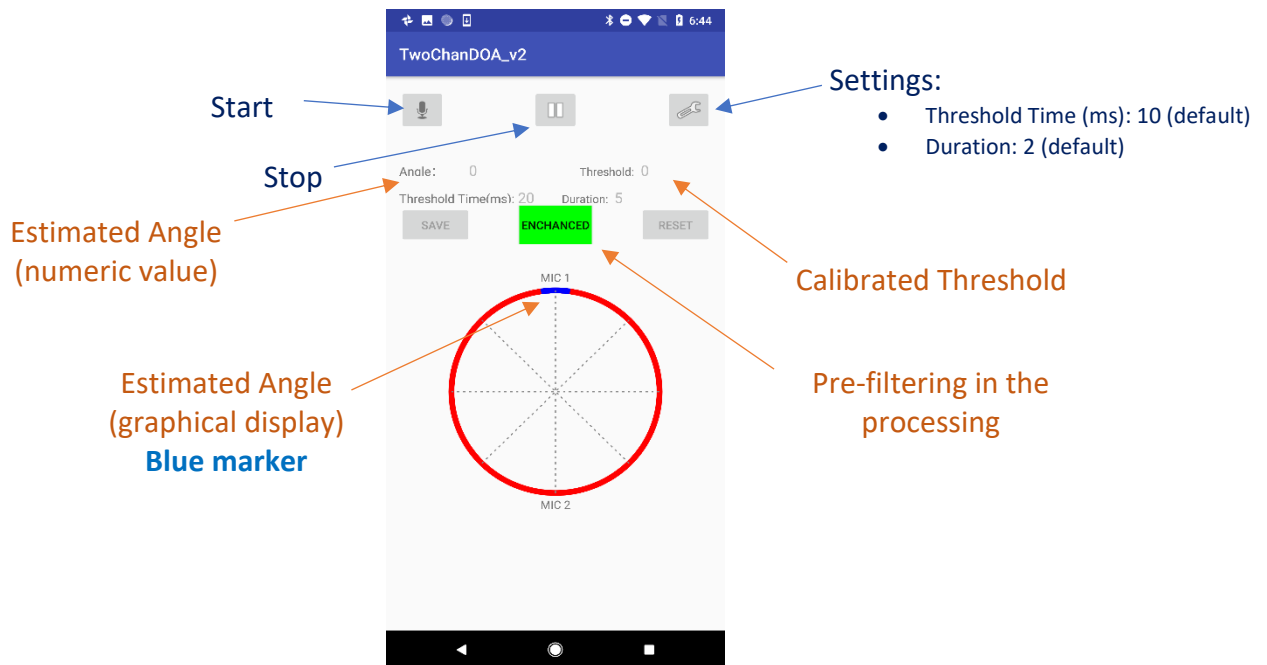 6:44
TwoChanDOA_v2
Start
Settings:
• Threshold Time (ms): 10 (default)
• Duration: 2 (default)
Stop
Angle: 0 Threshold: 0
Threshold Time(ms): 20 Duration: 5
SAVE ENCHANCED RESET
Estimated Angle
(numeric value)
Calibrated Threshold
MIC 1
Estimated Angle
(graphical display)
Blue marker
Pre-filtering in the
processing
MIC 2